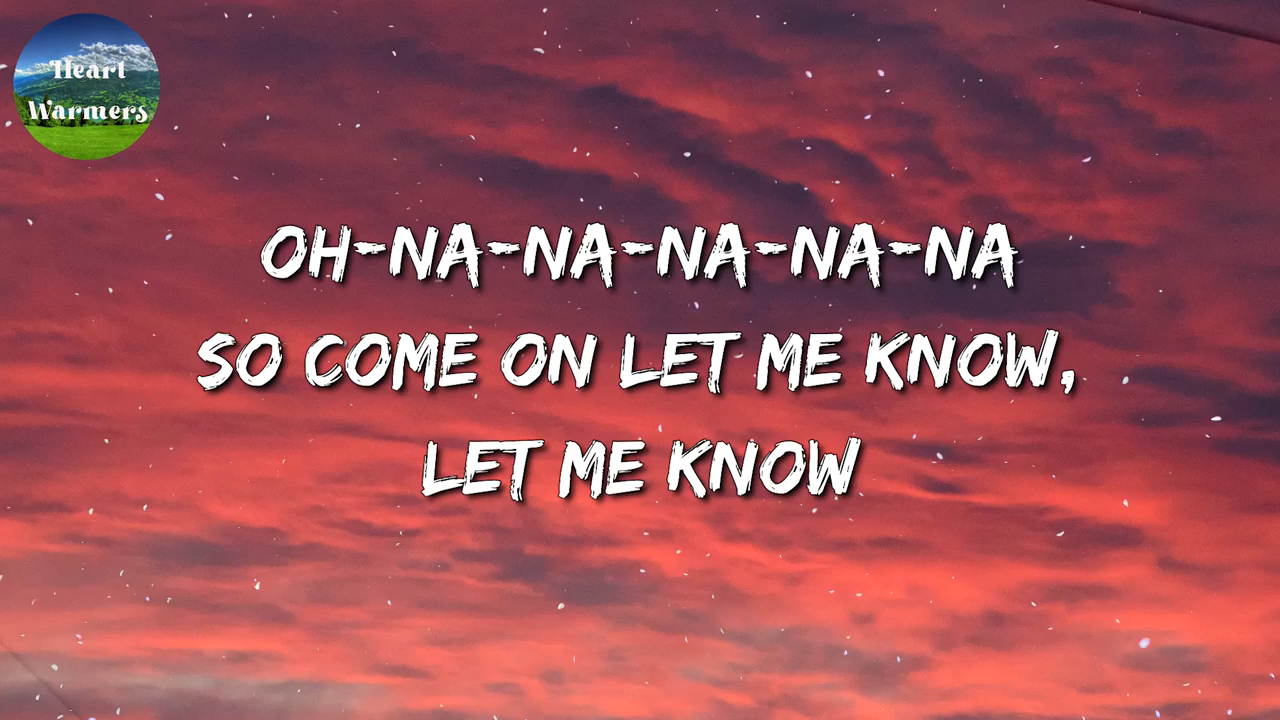 Heart
Warmers
OH-NA-NA-NA-NA-NA
SO COME ON LET ME KNOW,
LET ME KNOW